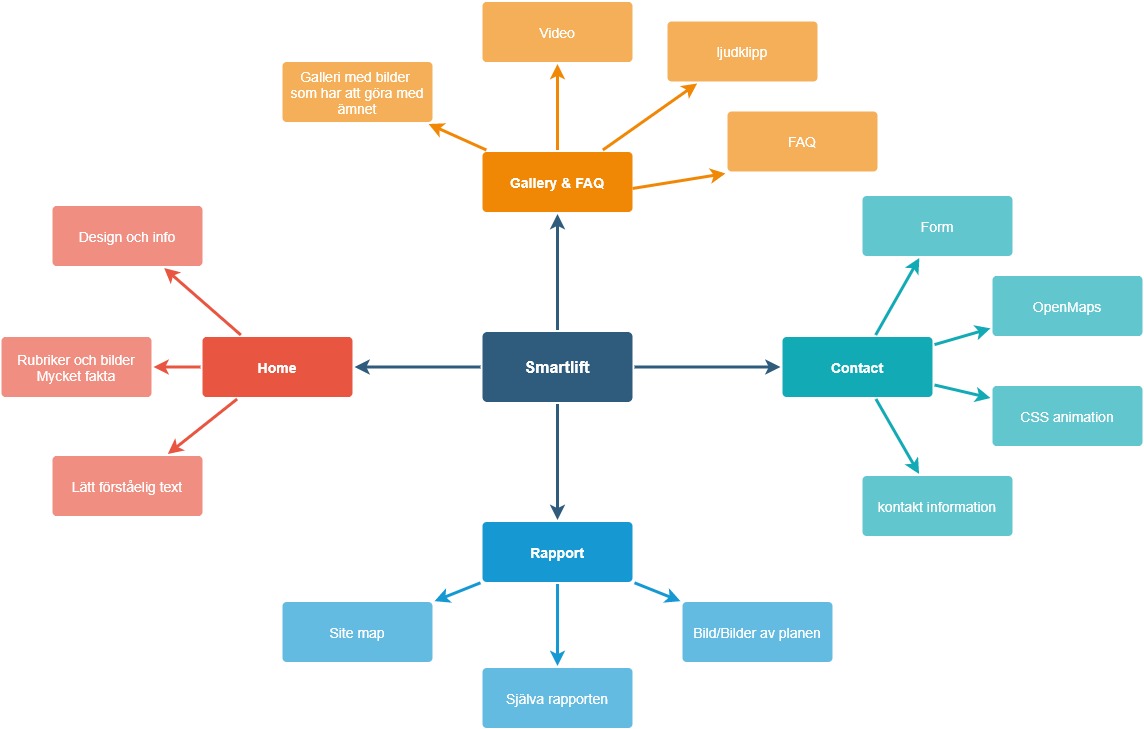 Video
ljudklipp
Galleri med bilder
som har att göra med
ämnet
FAQ
Gallery & FAQ
Form
Design och info
OpenMaps
Rubriker och bilder
Mycket fakta
Home
Smartlift
Contact
CSS animation
Lätt förståelig text
kontakt information
Rapport
Site map
Bild/Bilder av planen
Själva rapporten